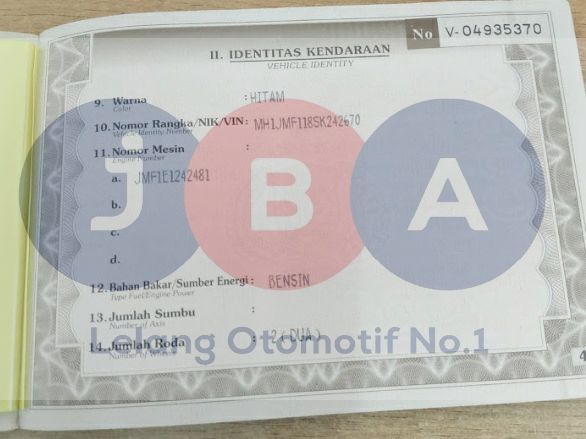 No V-04935370
II. IDENTITAS KENDARAAN
VEHICLE IDENTITY
9. Warna : HITAM
Color
10. Nomor Rangka/NIK/VIN : MH1JMF118SK242670
Vehicle Identity Number
11. Nomor Mesin :
Engine Number
a. JMF1E1242481
b.
c.
d.
12. Bahan Bakar/Sumber Energi : BENSIN
Type Fuel/Engine Power
13. Jumlah Sumbu :
Number of Axis
14. Jumlah Roda : 2 (DUA)
Number of Wheels
JBA
Lelang Otomotif No.1
4